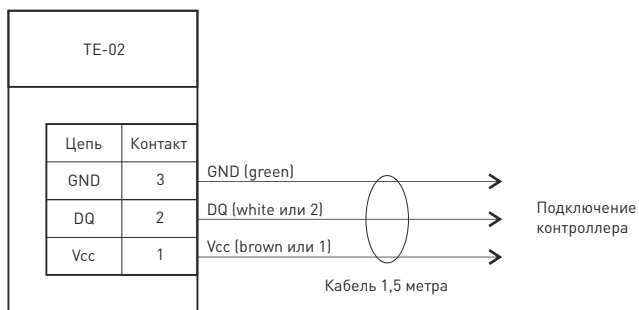 TE-02
Цепь Контакт
GND 3 GND (green)
DQ 2 DQ (white или 2)
Vcc 1 Vcc (brown или 1)
Подключение
контроллера
Кабель 1,5 метра